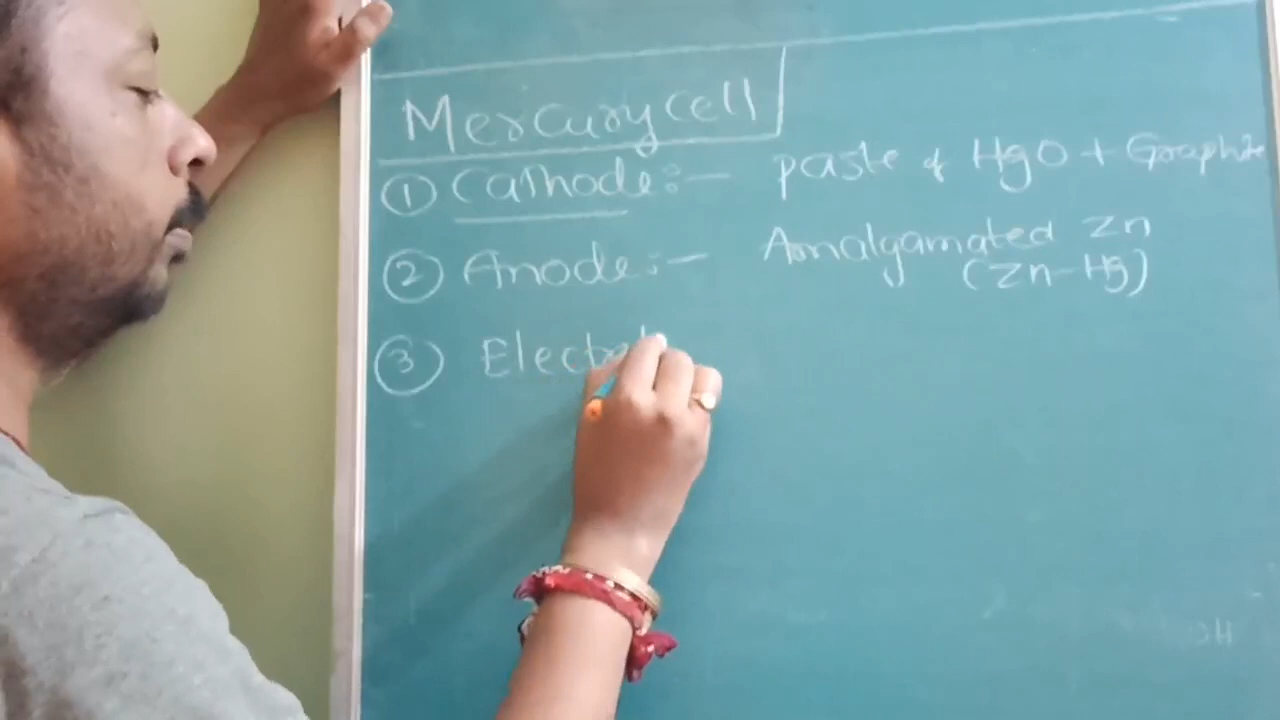 Mercury cell
① Cathode :- paste of HgO + Graphite
② Anode :- Amalgamated Zn
(Zn-Hg)
③ Elect